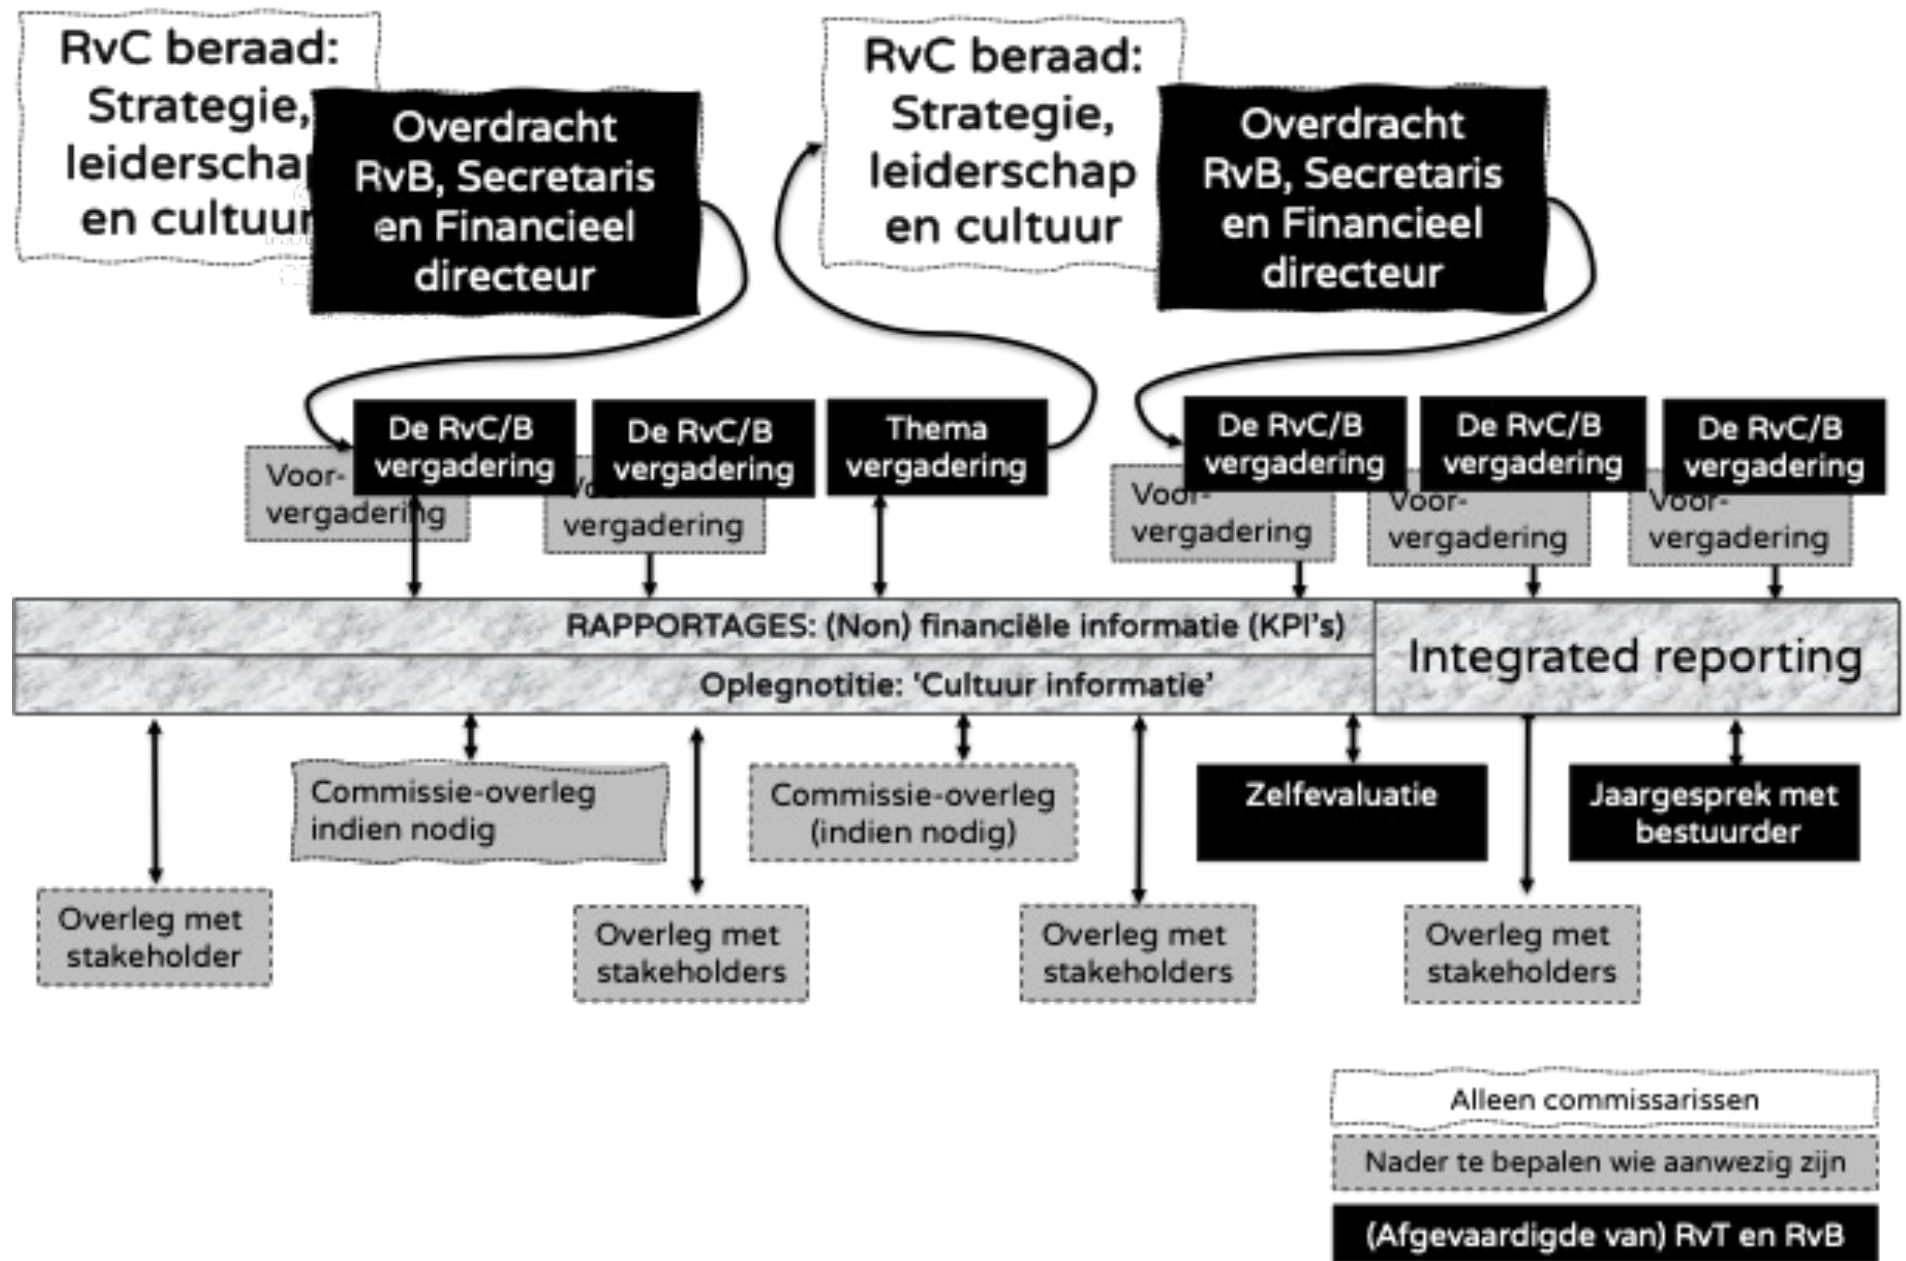 RvC beraad:
Strategie,
leiderschap
en cultuur
Overdracht
RvB, Secretaris
en Financieel
directeur
RvC beraad:
Strategie,
leiderschap
en cultuur
Overdracht
RvB, Secretaris
en Financieel
directeur
De RvC/B
vergadering
Voor-
vergadering
De RvC/B
vergadering
Voor-
vergadering
Thema
vergadering
De RvC/B
vergadering
Voor-
vergadering
De RvC/B
vergadering
Voor-
vergadering
De RvC/B
vergadering
Voor-
vergadering
RAPPORTAGES: (Non) financiële informatie (KPI's)
Oplegnotitie: 'Cultuur informatie'
Integrated reporting
Commissie-overleg
indien nodig
Commissie-overleg
(indien nodig)
Zelfevaluatie
Jaargesprek met
bestuurder
Overleg met
stakeholder
Overleg met
stakeholders
Overleg met
stakeholders
Overleg met
stakeholders
Alleen commissarissen
Nader te bepalen wie aanwezig zijn
(Afgevaardigde van) RvT en RvB